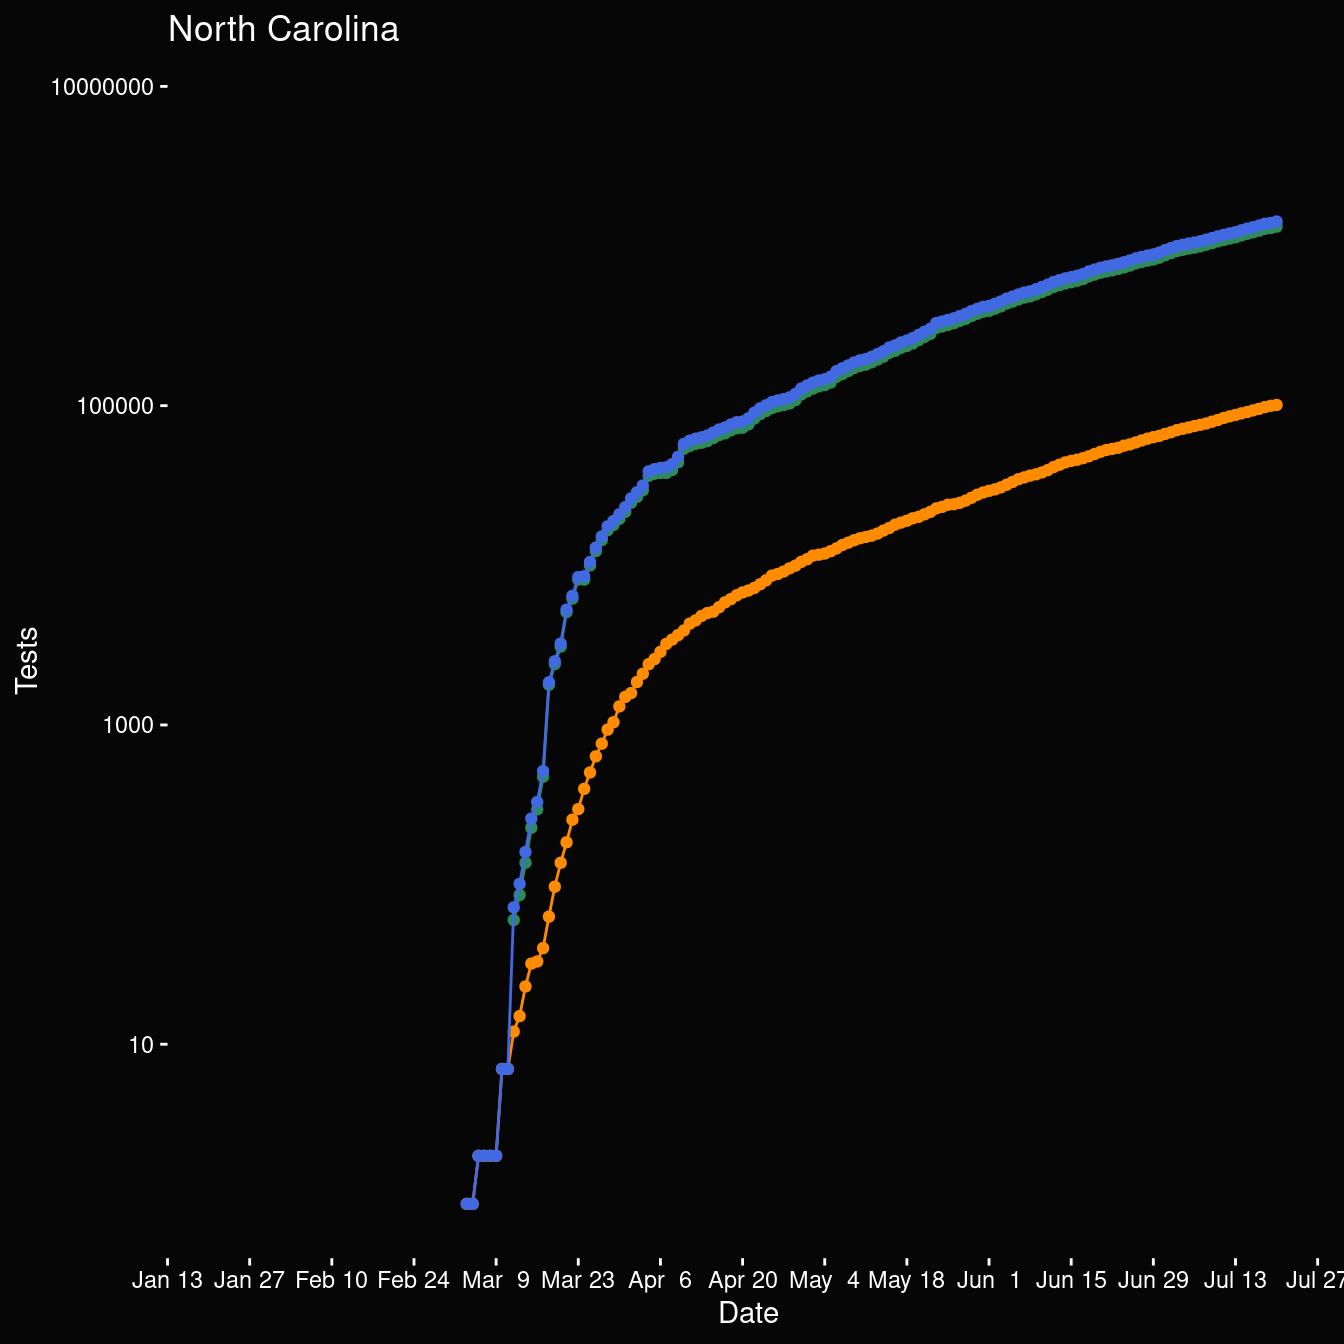 North Carolina
10000000
100000
1000
10
Tests
Jan 13 Jan 27 Feb 10 Feb 24 Mar 9 Mar 23 Apr 6 Apr 20 May 4 May 18 Jun 1 Jun 15 Jun 29 Jul 13 Jul 27
Date